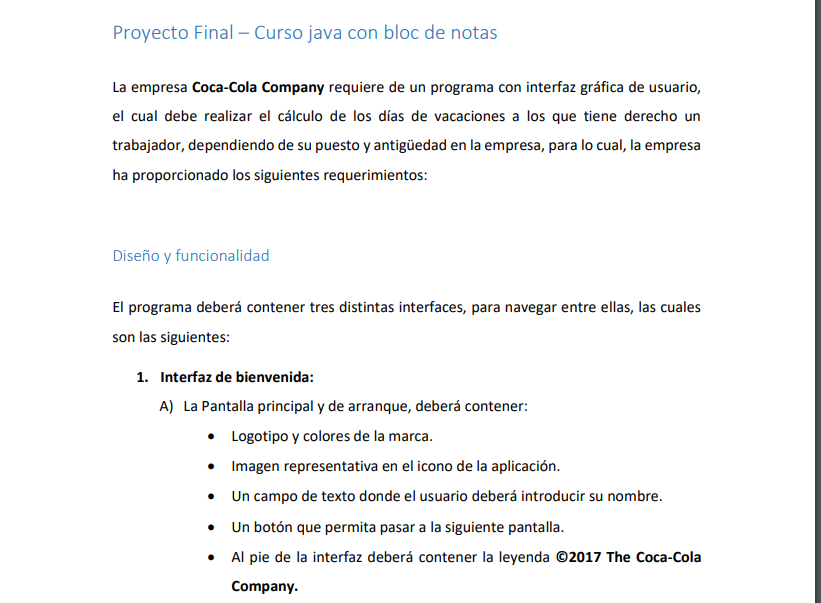 Proyecto Final – Curso java con bloc de notas
La empresa Coca-Cola Company requiere de un programa con interfaz gráfica de usuario,
el cual debe realizar el cálculo de los días de vacaciones a los que tiene derecho un
trabajador, dependiendo de su puesto y antigüedad en la empresa, para lo cual, la empresa
ha proporcionado los siguientes requerimientos:
Diseño y funcionalidad
El programa deberá contener tres distintas interfaces, para navegar entre ellas, las cuales
son las siguientes:
1. Interfaz de bienvenida:
A) La Pantalla principal y de arranque, deberá contener:
• Logotipo y colores de la marca.
• Imagen representativa en el icono de la aplicación.
• Un campo de texto donde el usuario deberá introducir su nombre.
• Un botón que permita pasar a la siguiente pantalla.
• Al pie de la interfaz deberá contener la leyenda ©2017 The Coca-Cola
Company.